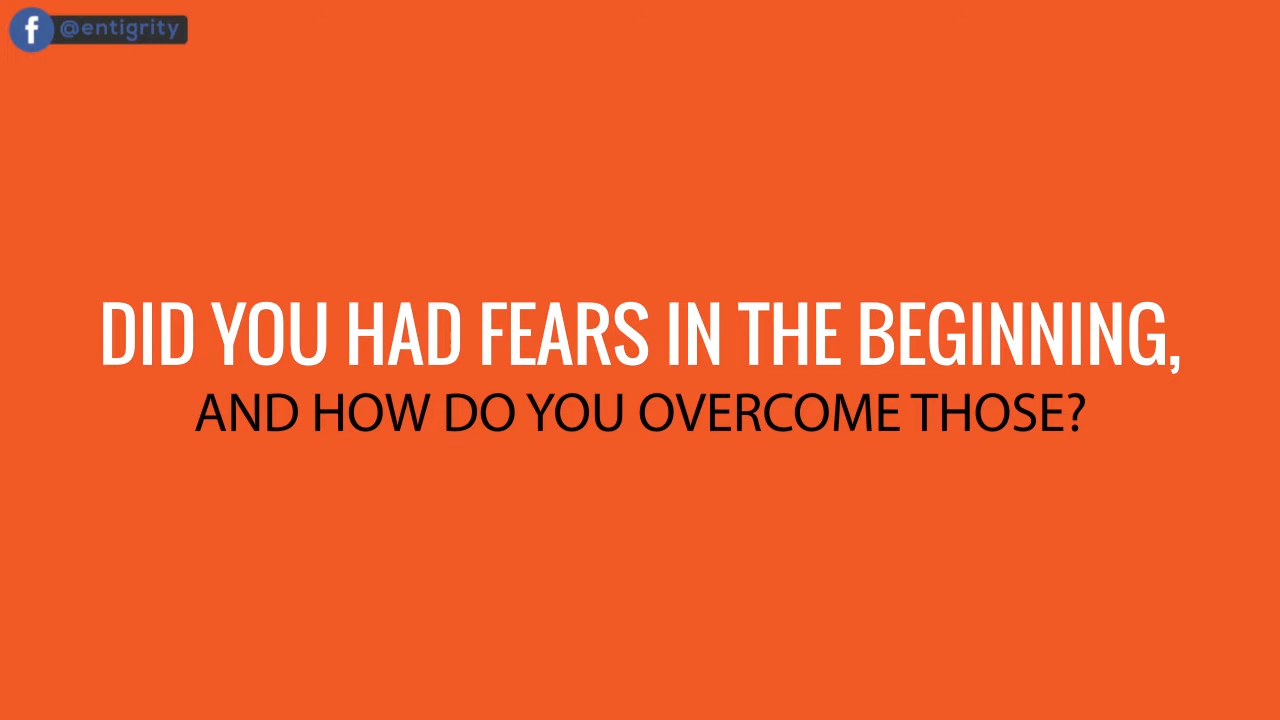 f @entigrity
DID YOU HAD FEARS IN THE BEGINNING,
AND HOW DO YOU OVERCOME THOSE?